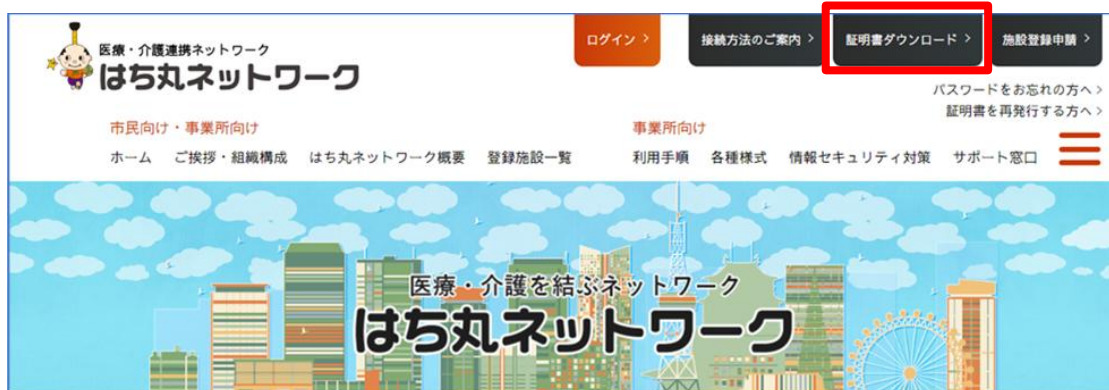 医療・介護連携ネットワーク
はち丸ネットワーク
ログイン >
接続方法のご案内 >
証明書ダウンロード >
施設登録申請 >
パスワードをお忘れの方へ >
証明書を再発行する方へ >
市民向け・事業所向け
ホーム ご挨拶・組織構成 はち丸ネットワーク概要 登録施設一覧
事業所向け
利用手順 各種様式 情報セキュリティ対策 サポート窓口
医療・介護を結ぶネットワーク
はち丸ネットワーク